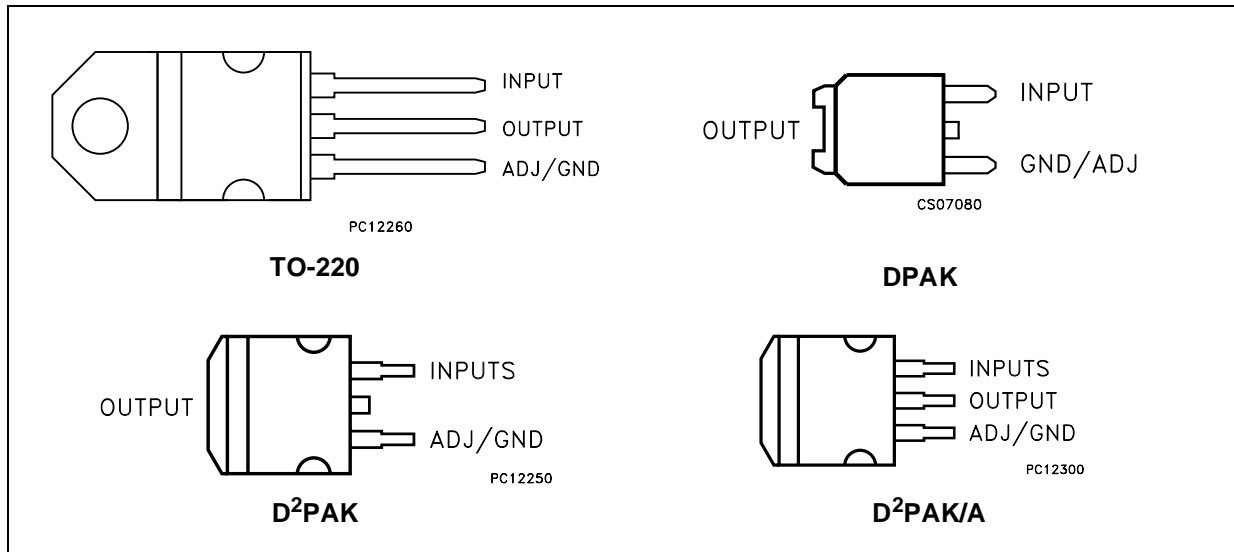 INPUT
OUTPUT
ADJ/GND
PC12260
TO-220
OUTPUT
INPUT
GND/ADJ
CS07080
DPAK
OUTPUT
INPUTS
ADJ/GND
PC12250
D²PAK
INPUTS
OUTPUT
ADJ/GND
PC12300
D²PAK/A